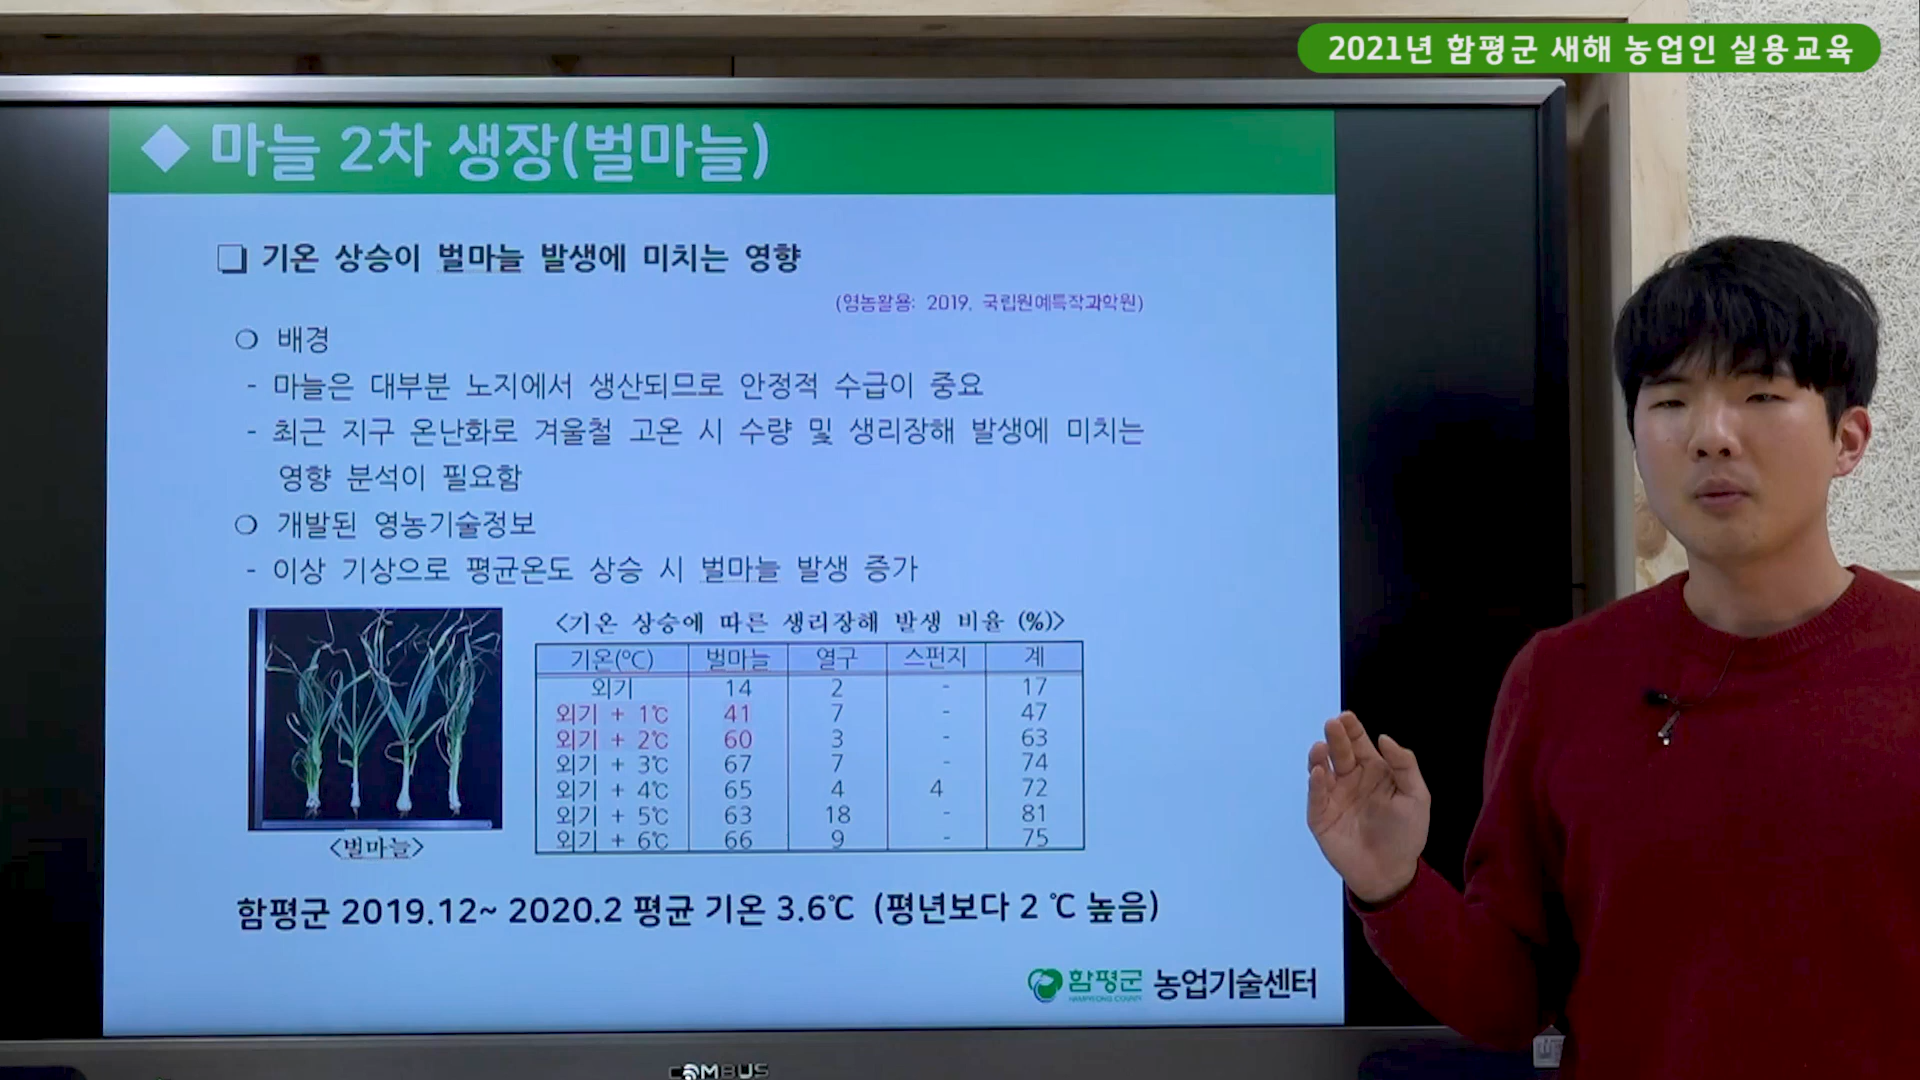 2021년 함평군 새해 농업인 실용교육
◆ 마늘 2차 생장(벌마늘)
❏ 기온 상승이 벌마늘 발생에 미치는 영향
(영농활용: 2019, 국립원예특작과학원)
○ 배경
- 마늘은 대부분 노지에서 생산되므로 안정적 수급이 중요
- 최근 지구 온난화로 겨울철 고온 시 수량 및 생리장해 발생에 미치는
영향 분석이 필요함
○ 개발된 영농기술정보
- 이상 기상으로 평균온도 상승 시 벌마늘 발생 증가
<기온 상승에 따른 생리장해 발생 비율 (%)>
기온(℃) 벌마늘 열구 스펀지 계
외기 14 2 - 17
외기 + 1℃ 41 7 - 47
외기 + 2℃ 60 3 - 63
외기 + 3℃ 67 7 - 74
외기 + 4℃ 65 4 4 72
외기 + 5℃ 63 18 - 81
외기 + 6℃ 66 9 - 75
<벌마늘>
함평군 2019.12~ 2020.2 평균 기온 3.6℃ (평년보다 2 ℃ 높음)
함평군 농업기술센터
HAMPYEONG COUNTY
COMBUS